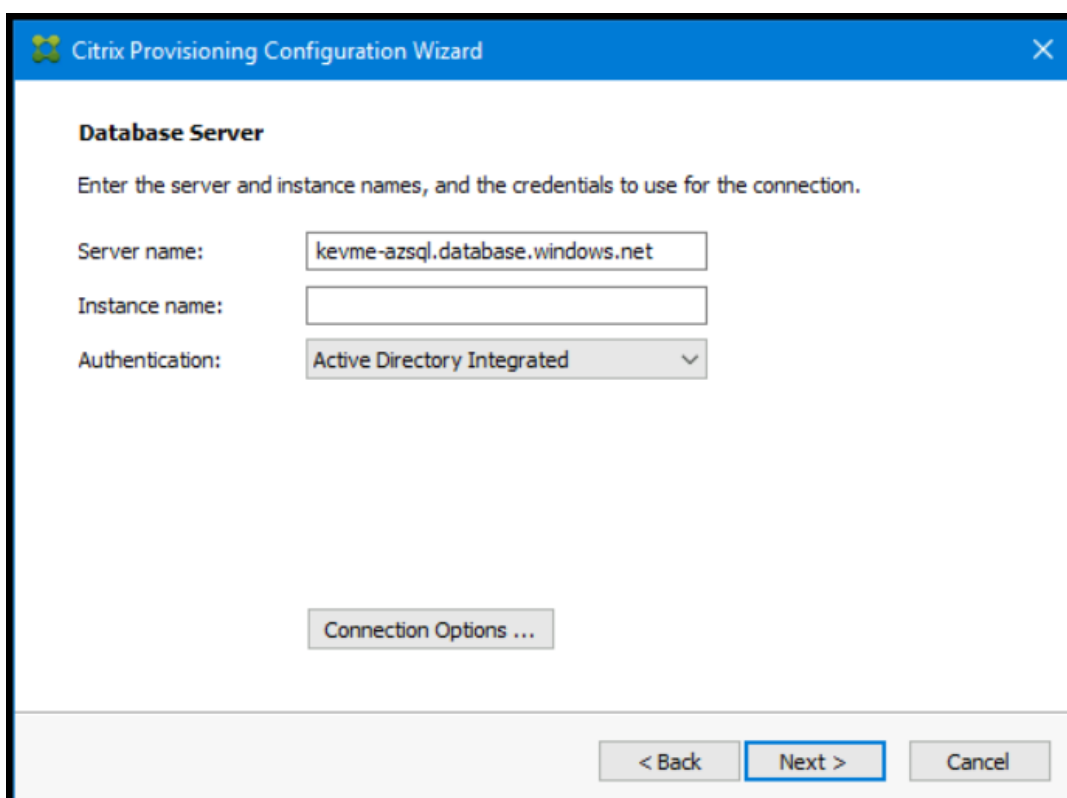 Citrix Provisioning Configuration Wizard
Database Server
Enter the server and instance names, and the credentials to use for the connection.
Server name: kevme-azsql.database.windows.net
Instance name:
Authentication: Active Directory Integrated
Connection Options ...
< Back Next > Cancel